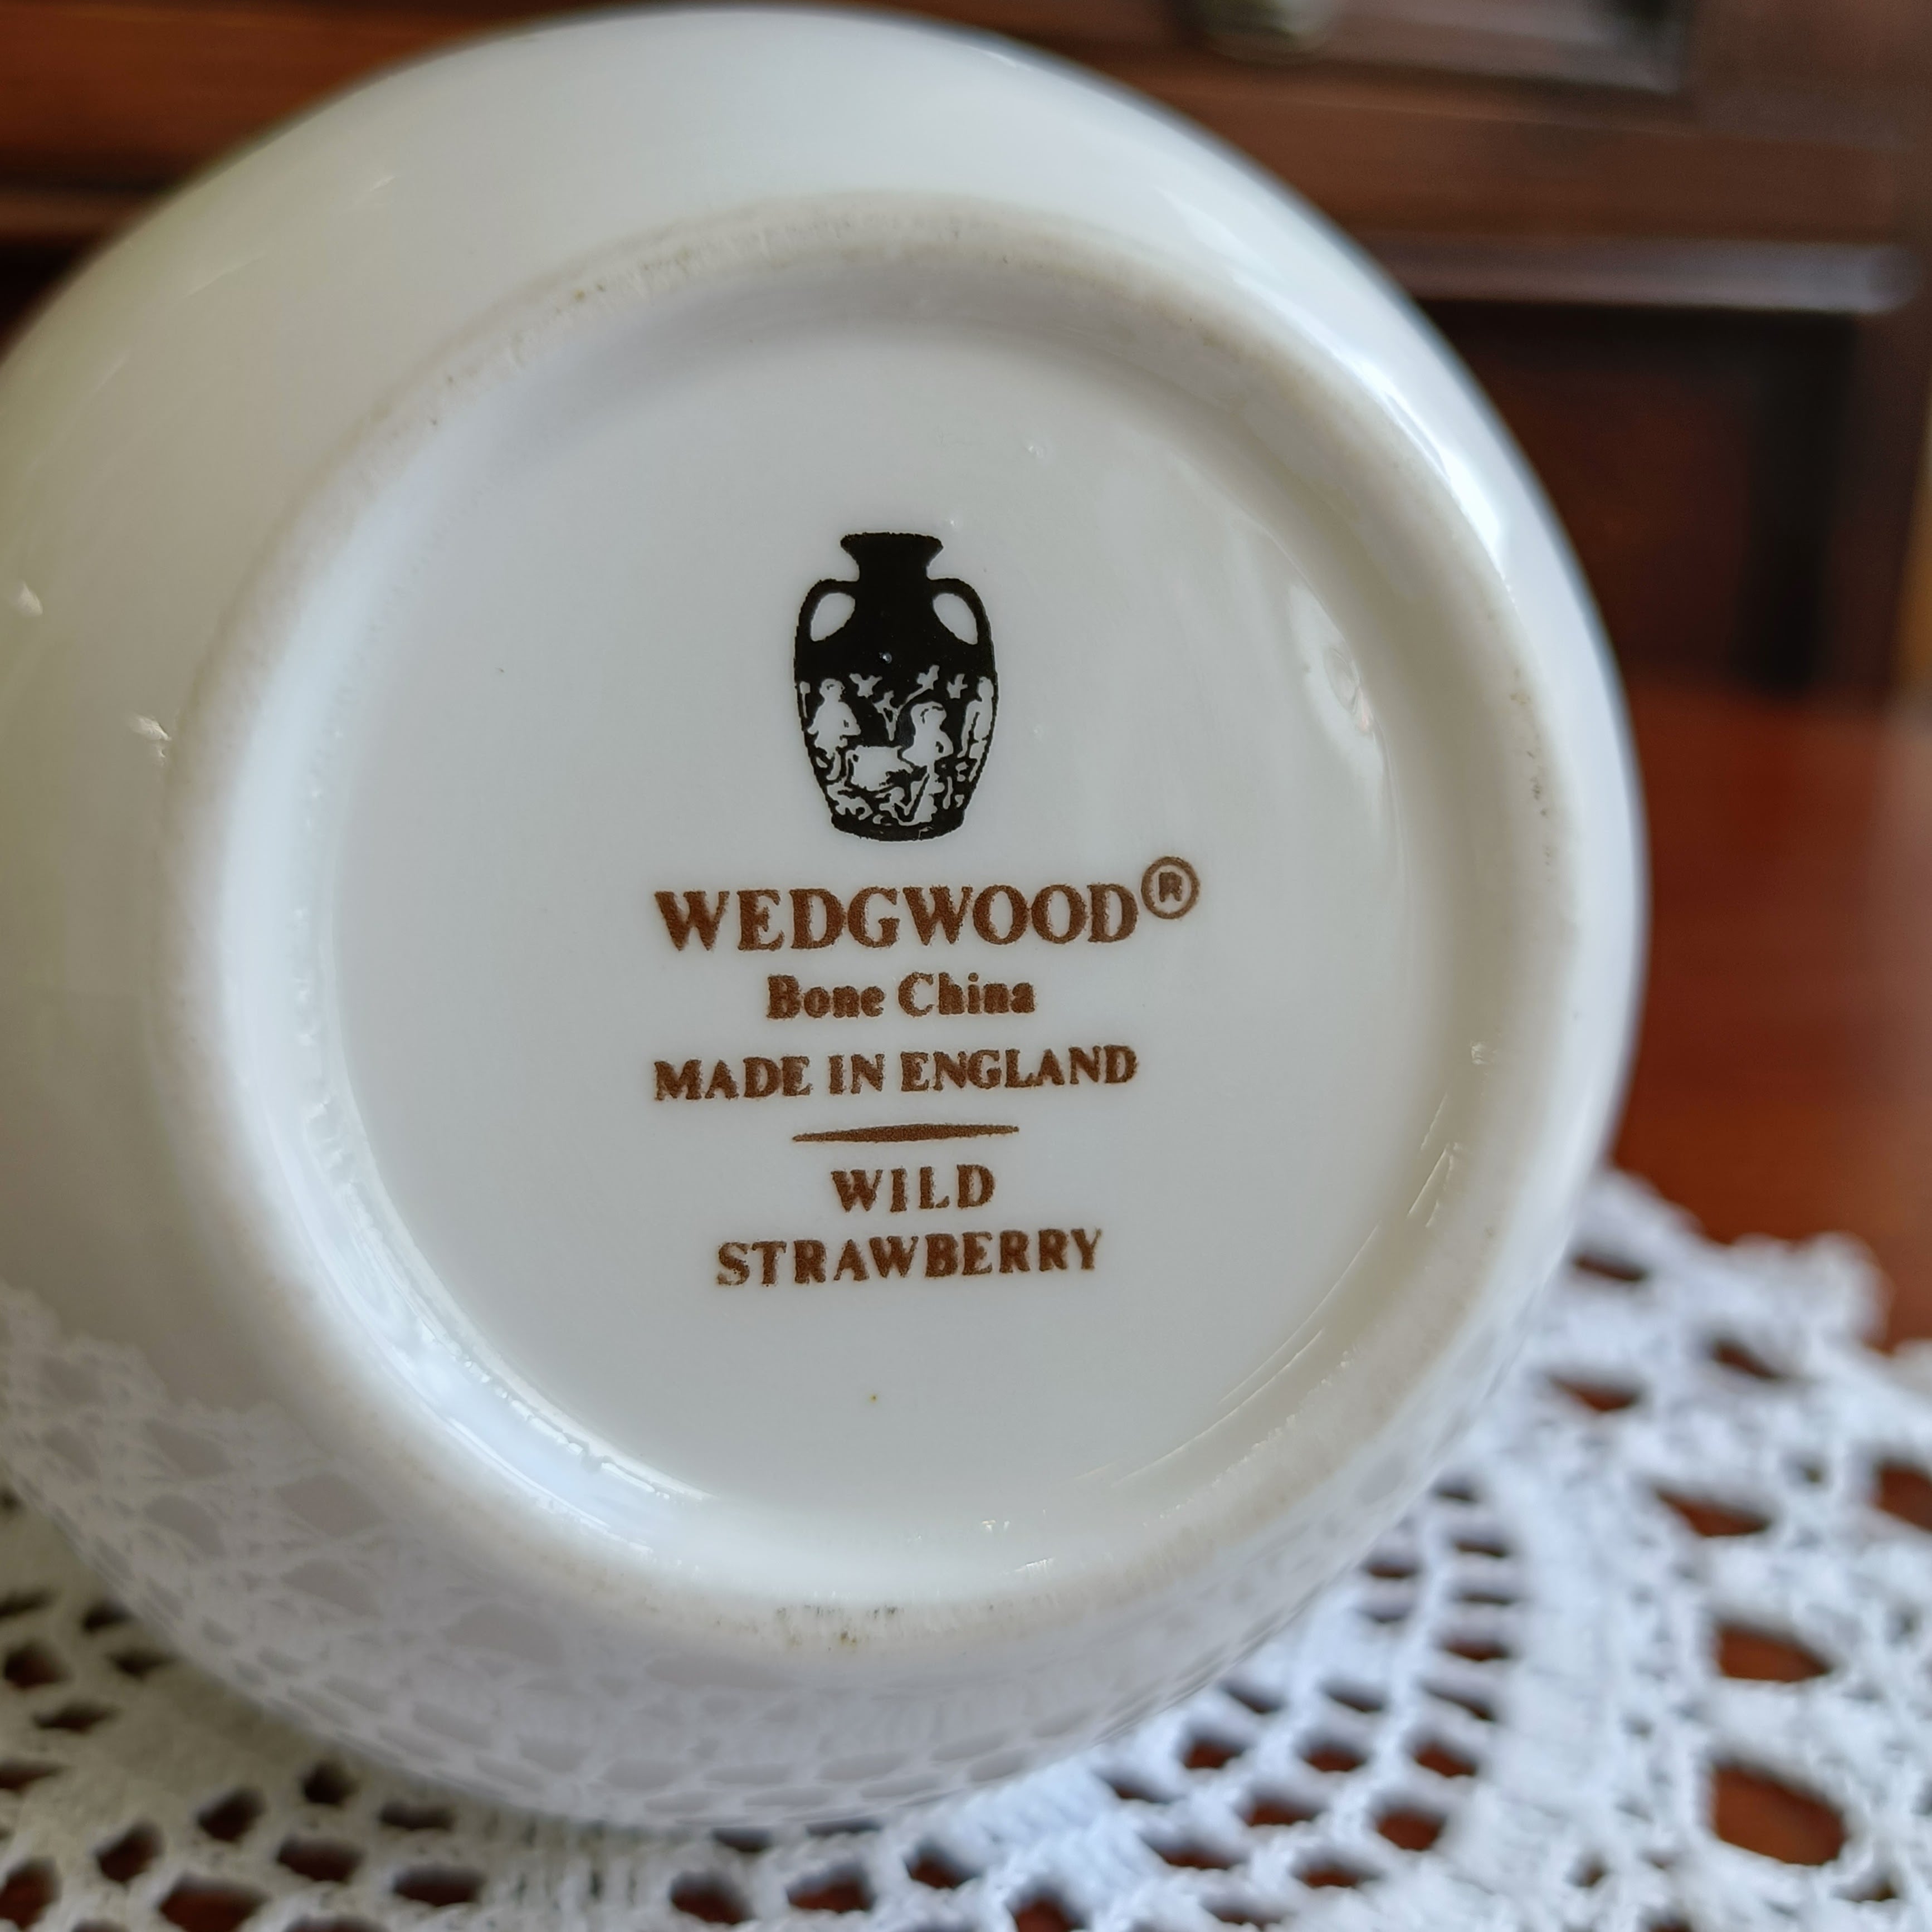 WEDGWOOD®
Bone China
MADE IN ENGLAND
WILD
STRAWBERRY